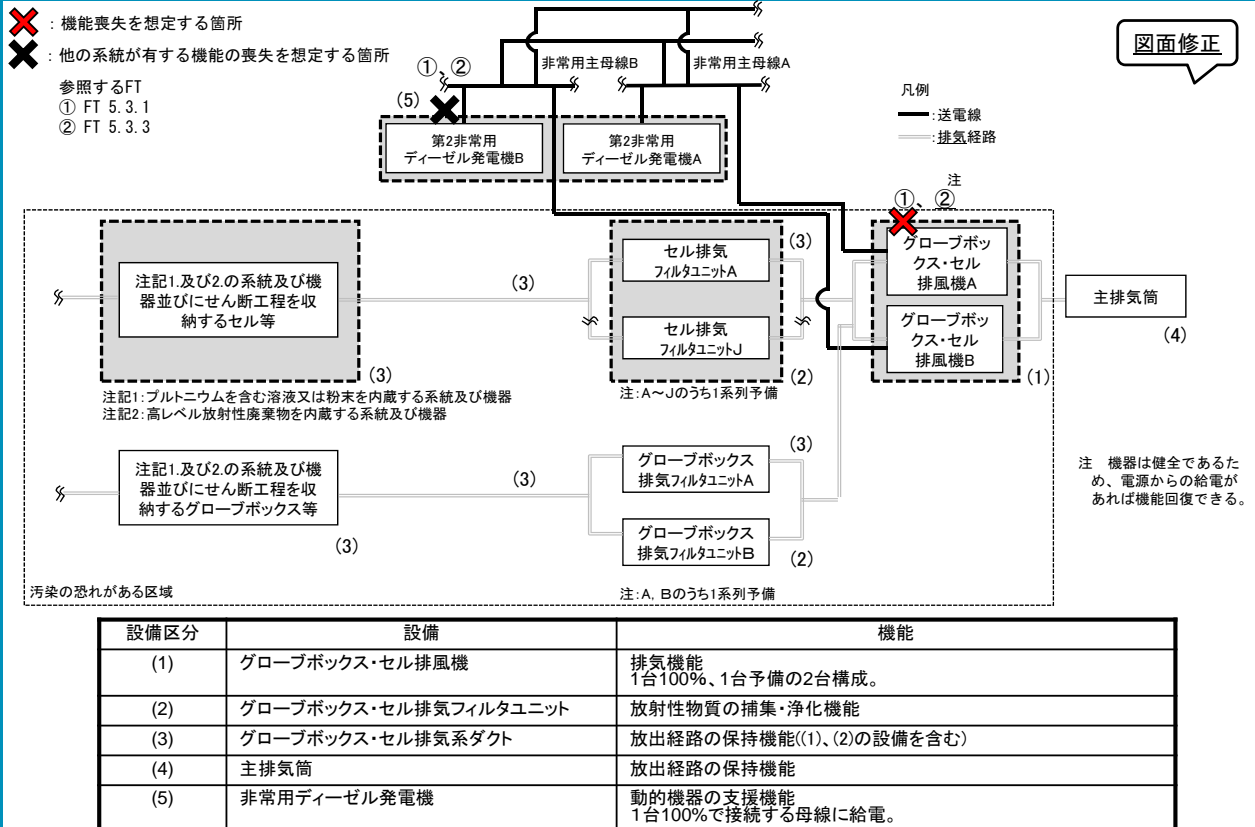 ：機能喪失を想定する箇所
：他の系統が有する機能の喪失を想定する箇所
参照するFT
① FT 5.3.1
② FT 5.3.3
図面修正
凡例
：送電線
：排気経路
①、②
非常用主母線B
非常用主母線A
(5)
第2非常用
ディーゼル発電機B
第2非常用
ディーゼル発電機A
注
①、②
注記1.及び2.の系統及び機
器並びにせん断工程を収
納するセル等
(3)
(3)
セル排気
フィルタユニットA
(3)
セル排気
フィルタユニットJ
(2)
注:A～Jのうち1系列予備
グローブボッ
クス・セル
排風機A
グローブボッ
クス・セル
排風機B
(1)
主排気筒
(4)
注記1:プルトニウムを含む溶液又は粉末を内蔵する系統及び機器
注記2:高レベル放射性廃棄物を内蔵する系統及び機器
注記1.及び2.の系統及び機
器並びにせん断工程を収
納するグローブボックス等
(3)
(3)
グローブボックス
排気フィルタユニットA
(3)
グローブボックス
排気フィルタユニットB
(2)
注:A, Bのうち1系列予備
注　機器は健全であるた
め、電源からの給電が
あれば機能回復できる。
汚染の恐れがある区域
設備区分 設備 機能
(1) グローブボックス・セル排風機 排気機能
1台100%、1台予備の2台構成。
(2) グローブボックス・セル排気フィルタユニット 放射性物質の捕集・浄化機能
(3) グローブボックス・セル排気系ダクト 放出経路の保持機能((1)、(2)の設備を含む)
(4) 主排気筒 放出経路の保持機能
(5) 非常用ディーゼル発電機 動的機器の支援機能
1台100%で接続する母線に給電。